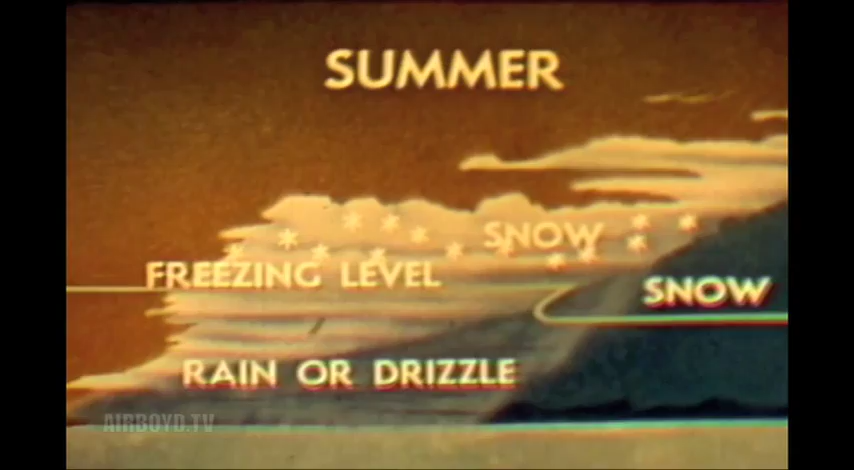 SUMMER
SNOW
FREEZING LEVEL
SNOW
RAIN OR DRIZZLE
AIRBOYD.TV